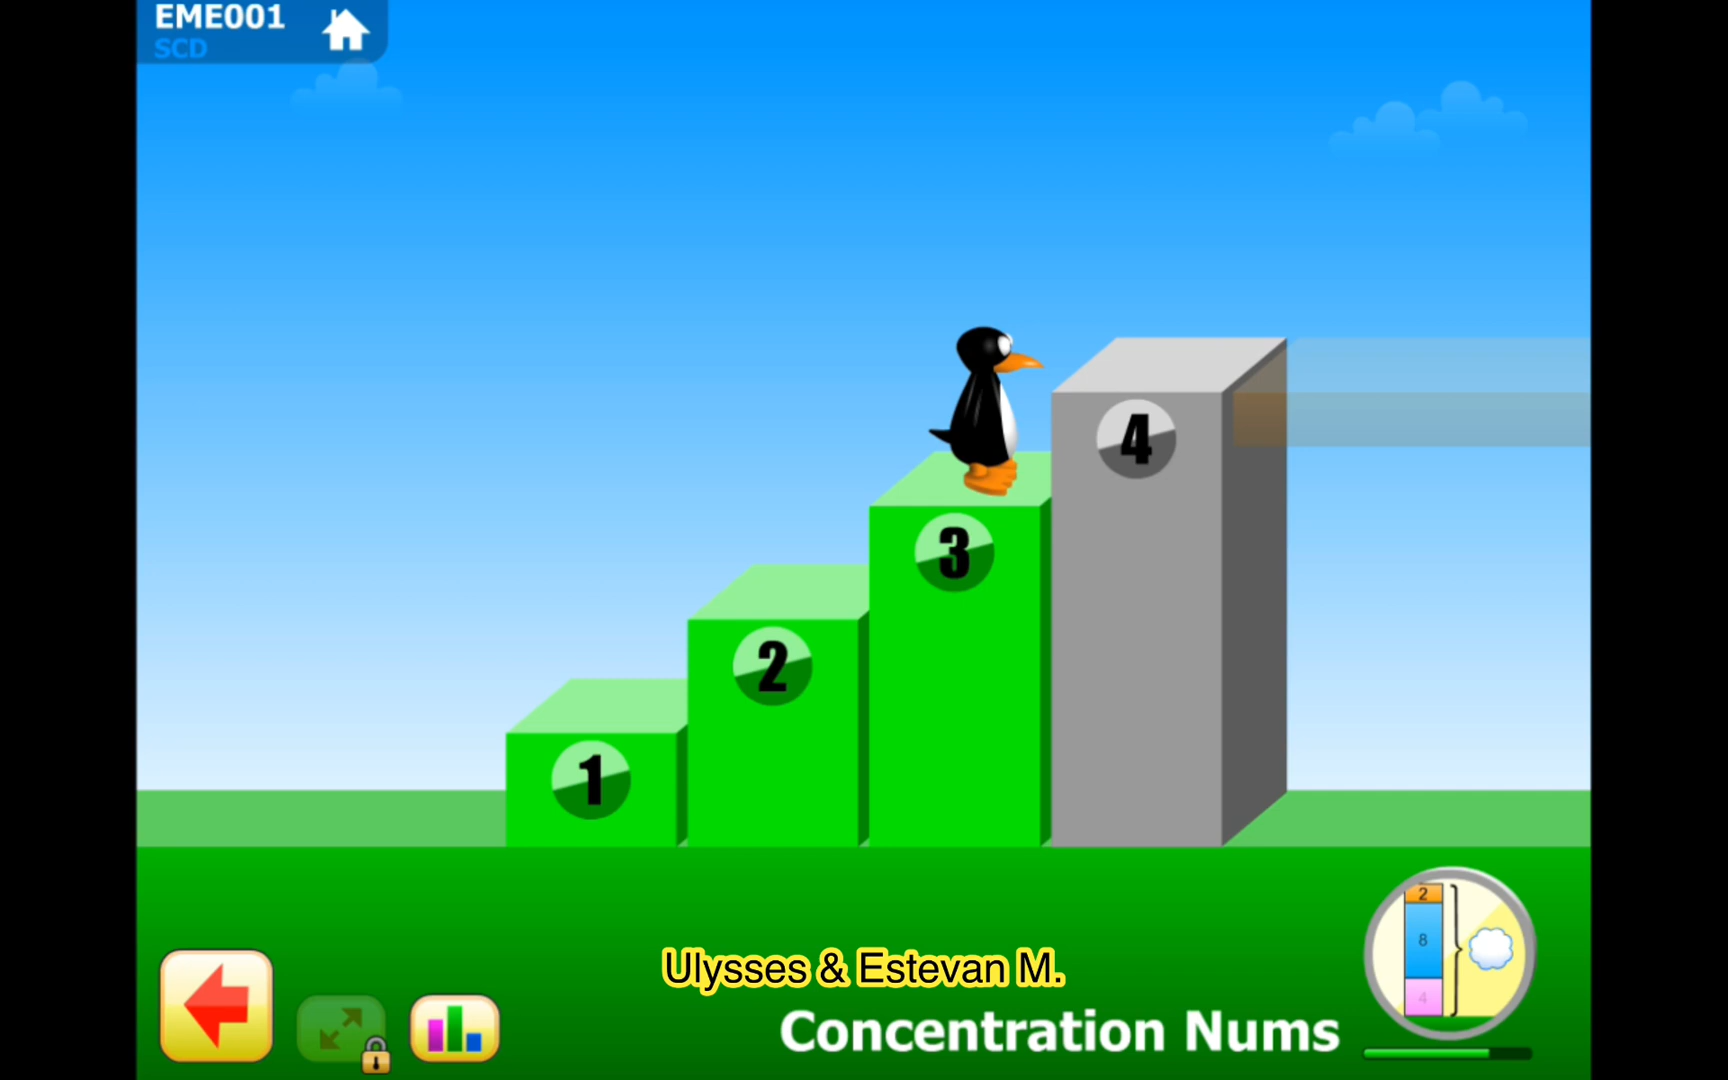 EME001
SCD
4
3
2
1
2
8
4
Ulysses & Estevan M.
Concentration Nums